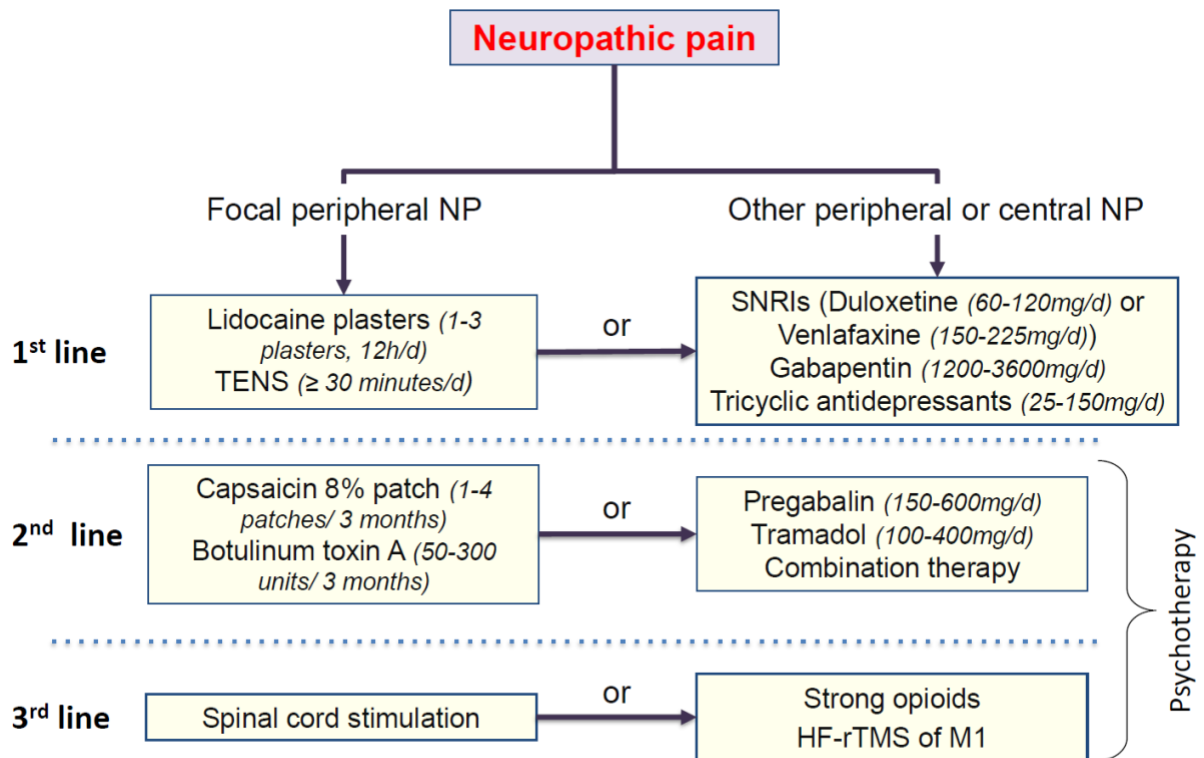 Neuropathic pain
Focal peripheral NP
Other peripheral or central NP
1st line
Lidocaine plasters (1-3
plasters, 12h/d)
TENS (≥ 30 minutes/d)
or
SNRIs (Duloxetine (60-120mg/d) or
Venlafaxine (150-225mg/d))
Gabapentin (1200-3600mg/d)
Tricyclic antidepressants (25-150mg/d)
2nd line
Capsaicin 8% patch (1-4
patches/ 3 months)
Botulinum toxin A (50-300
units/ 3 months)
or
Pregabalin (150-600mg/d)
Tramadol (100-400mg/d)
Combination therapy
3rd line
Spinal cord stimulation
or
Strong opioids
HF-rTMS of M1
Psychotherapy